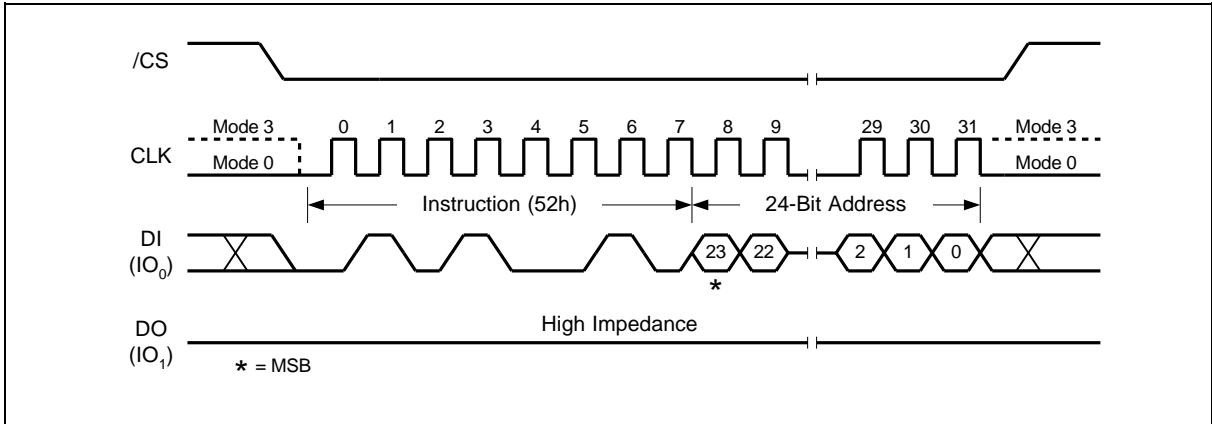 /CS
Mode 3 0 1 2 3 4 5 6 7 8 9 29 30 31 Mode 3
CLK Mode 0 Mode 0
Instruction (52h) 24-Bit Address
DI
(IO0) 23 22 2 1 0
*
High Impedance
DO
(IO1)
* = MSB